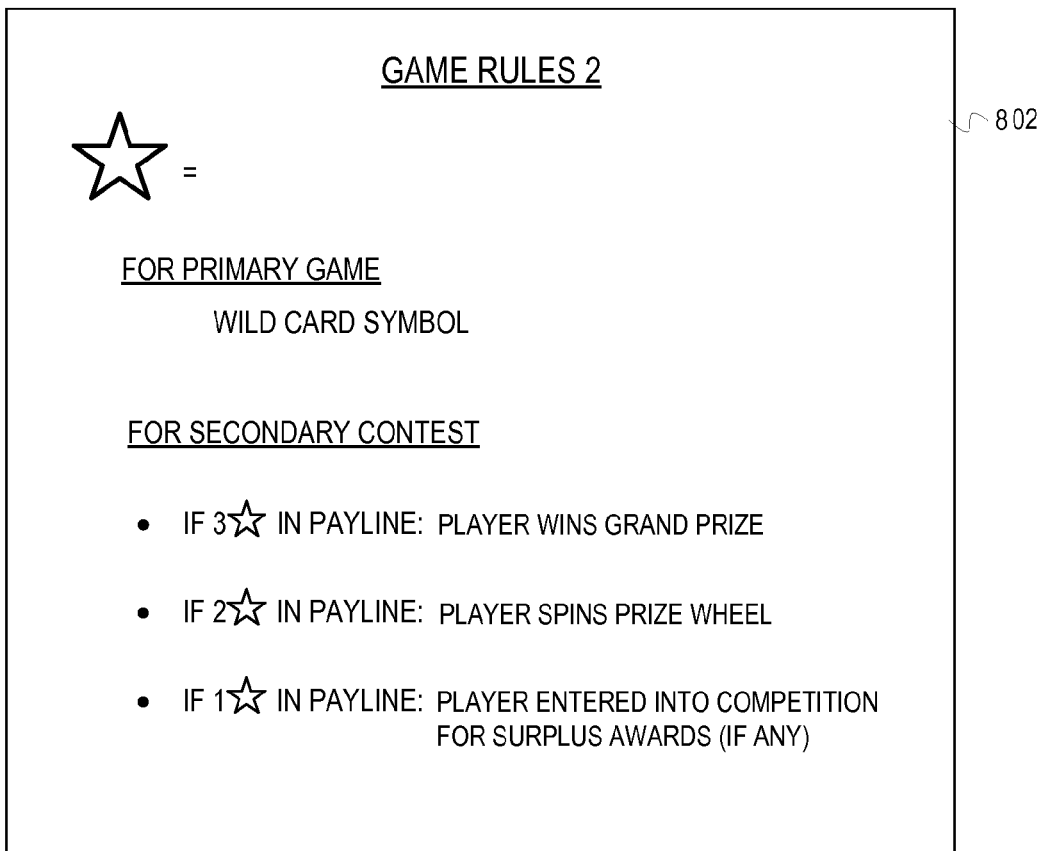 GAME RULES 2
802
=
FOR PRIMARY GAME
WILD CARD SYMBOL
FOR SECONDARY CONTEST
• IF 3☆ IN PAYLINE: PLAYER WINS GRAND PRIZE
• IF 2☆ IN PAYLINE: PLAYER SPINS PRIZE WHEEL
• IF 1☆ IN PAYLINE: PLAYER ENTERED INTO COMPETITION
FOR SURPLUS AWARDS (IF ANY)